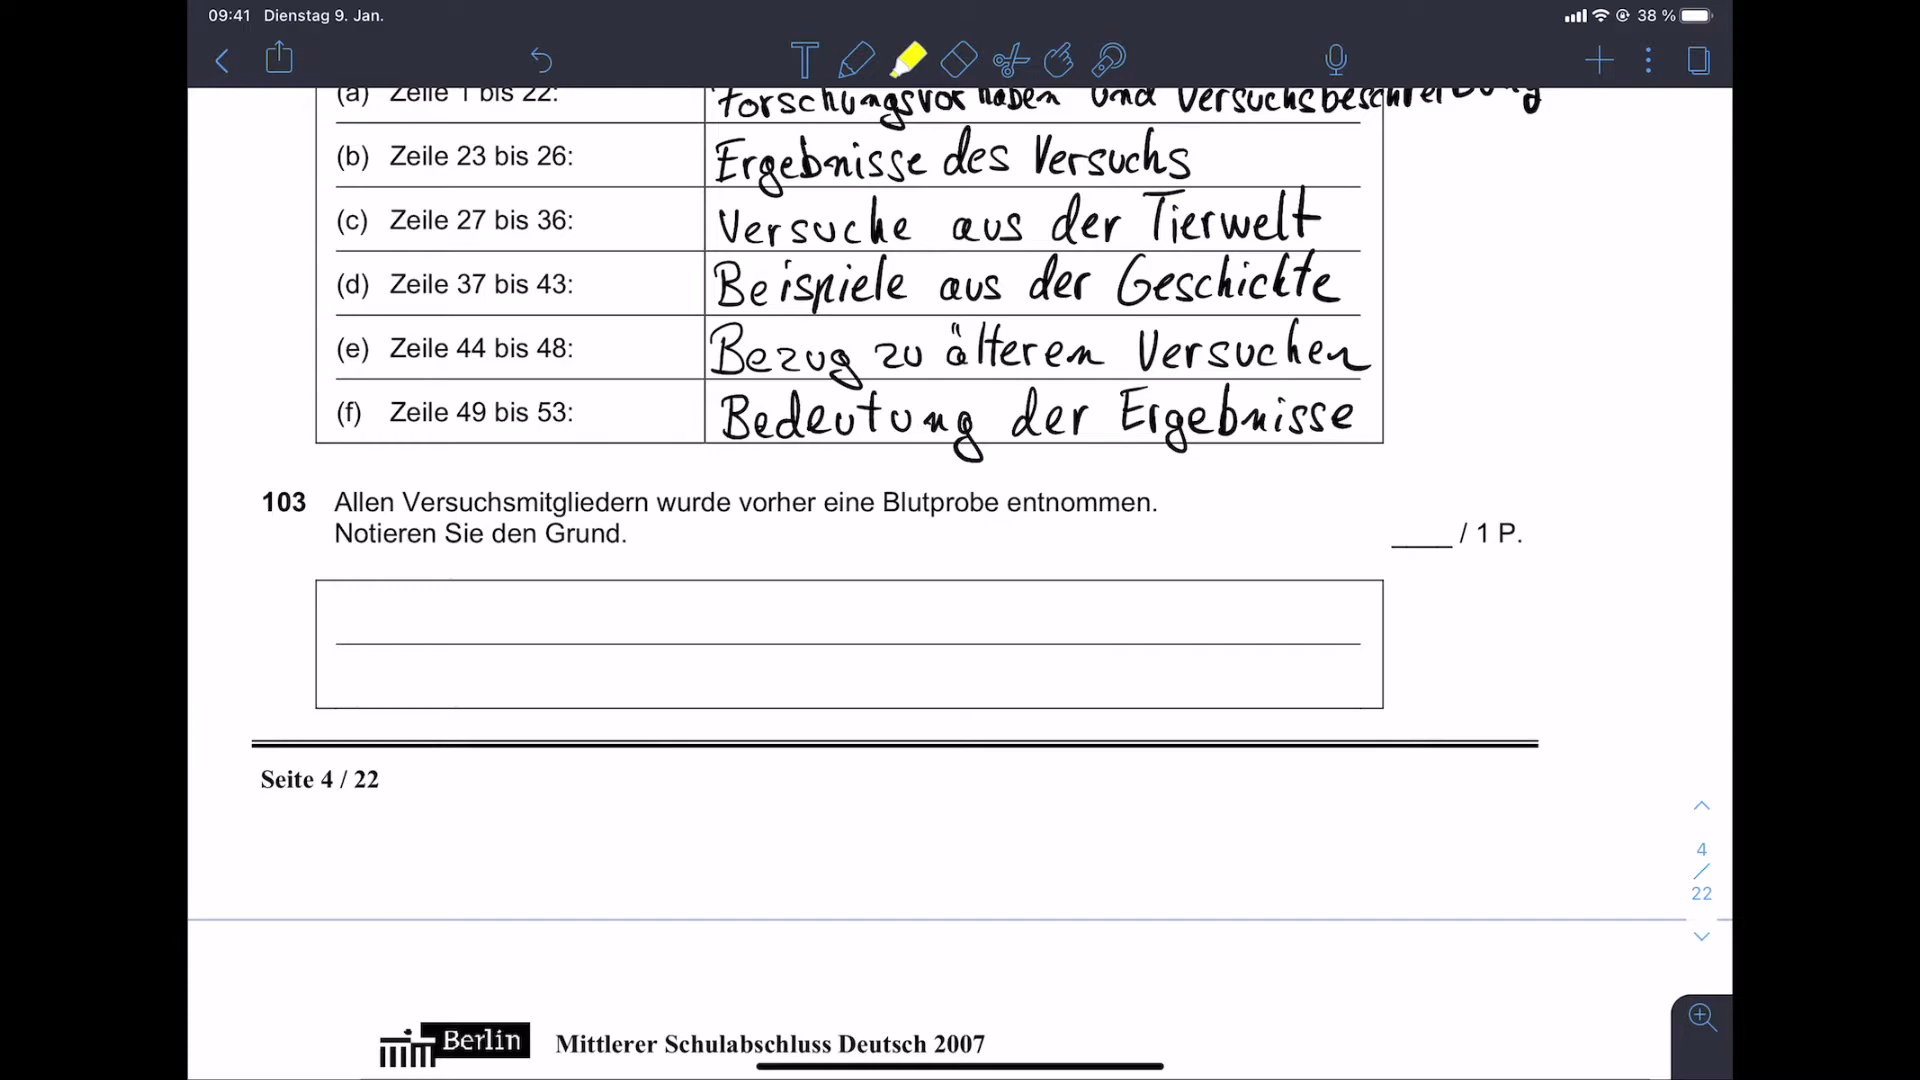 09:41 Dienstag 9. Jan.
38 %
(a) Zeile 1 bis 22: Forschungsvorhaben und Versuchsbeschreibung
(b) Zeile 23 bis 26: Ergebnisse des Versuchs
(c) Zeile 27 bis 36: Versuche aus der Tierwelt
(d) Zeile 37 bis 43: Beispiele aus der Geschichte
(e) Zeile 44 bis 48: Bezug zu älteren Versuchen
(f) Zeile 49 bis 53: Bedeutung der Ergebnisse
103 Allen Versuchsmitgliedern wurde vorher eine Blutprobe entnommen.
Notieren Sie den Grund. ____ / 1 P.
Seite 4 / 22
4
/
22
Berlin Mittlerer Schulabschluss Deutsch 2007